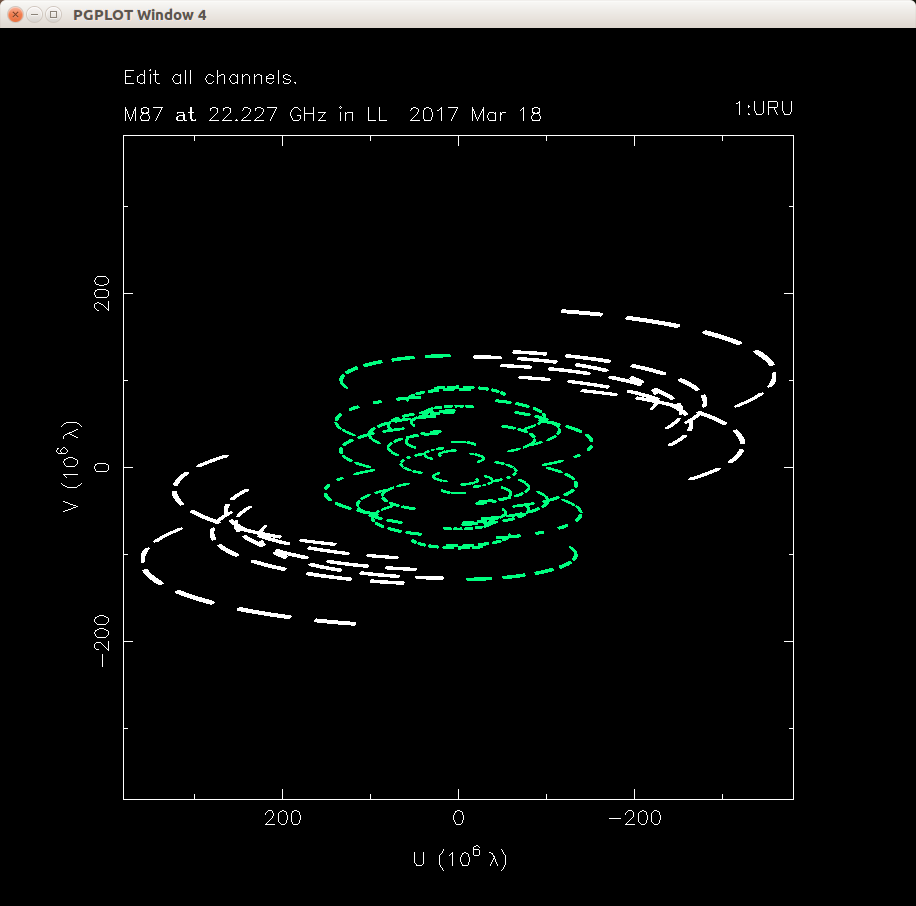 PGPLOT Window 4
Edit all channels.
M87 at 22.227 GHz in LL 2017 Mar 18
1:URU
200
0
−200
V (10⁶ λ)
200
0
−200
U (10⁶ λ)